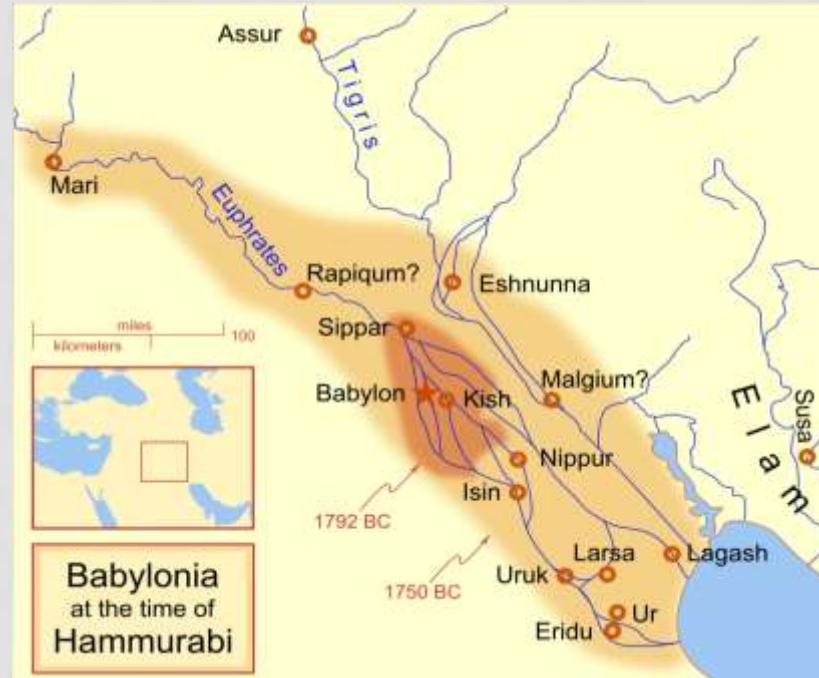 Assur
Tigris
Mari
Euphrates
Rapiqum?
Eshnunna
Sippar
miles
100
kilometers
Babylon
Kish
Malgium?
Elam
Susa
Nippur
Isin
1792 BC
Larsa
Lagash
Uruk
1750 BC
Ur
Eridu
Babylonia
at the time of
Hammurabi